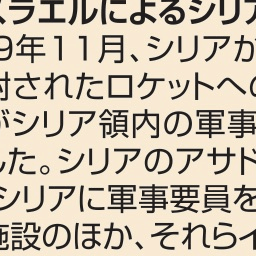 スラエルによるシリア
9年11月、シリアが
射されたロケットへの
がシリア領内の軍事
した。シリアのアサド
シリアに軍事要員を
施設のほか、それらイ